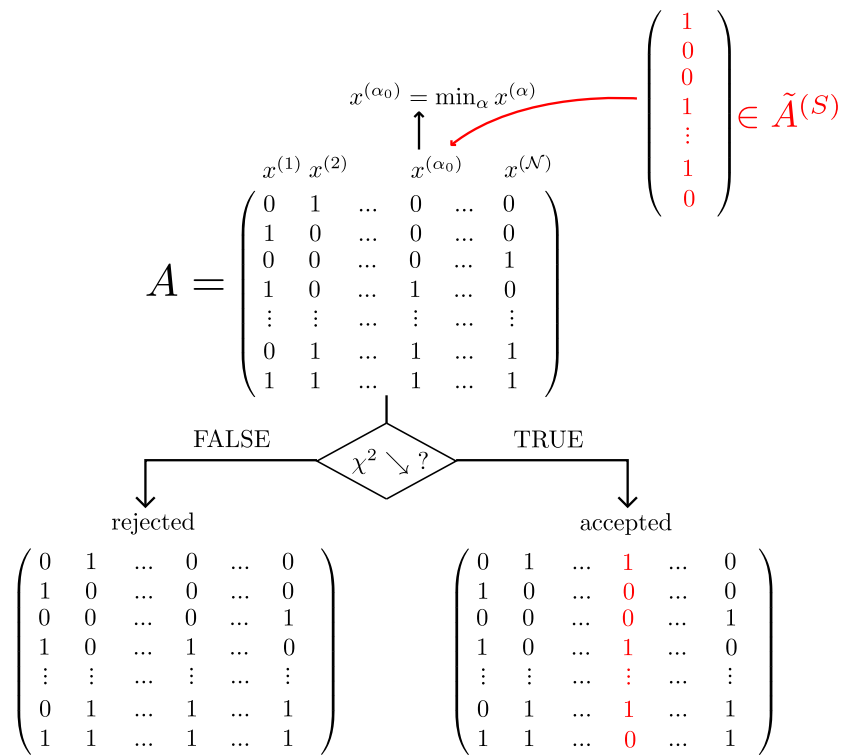 x^(α₀) = min_α x^(α)
1
0
0
1
⋮
1
0
∈ Ã^(S)
x^(1) x^(2) x^(α₀) x^(𝒩)
A =
0 1 ... 0 ... 0
1 0 ... 0 ... 0
0 0 ... 0 ... 1
1 0 ... 1 ... 0
⋮ ⋮ ... ⋮ ... ⋮
0 1 ... 1 ... 1
1 1 ... 1 ... 1
FALSE
χ² ↘ ?
TRUE
rejected
0 1 ... 0 ... 0
1 0 ... 0 ... 0
0 0 ... 0 ... 1
1 0 ... 1 ... 0
⋮ ⋮ ... ⋮ ... ⋮
0 1 ... 1 ... 1
1 1 ... 1 ... 1
accepted
0 1 ... 1 ... 0
1 0 ... 0 ... 0
0 0 ... 0 ... 1
1 0 ... 1 ... 0
⋮ ⋮ ... ⋮ ... ⋮
0 1 ... 1 ... 1
1 1 ... 0 ... 1